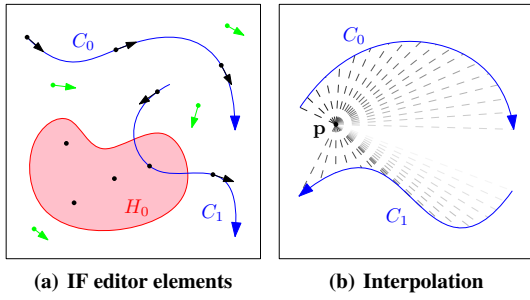 C₀
C₁
H₀
C₀
p
C₁
(a) IF editor elements
(b) Interpolation